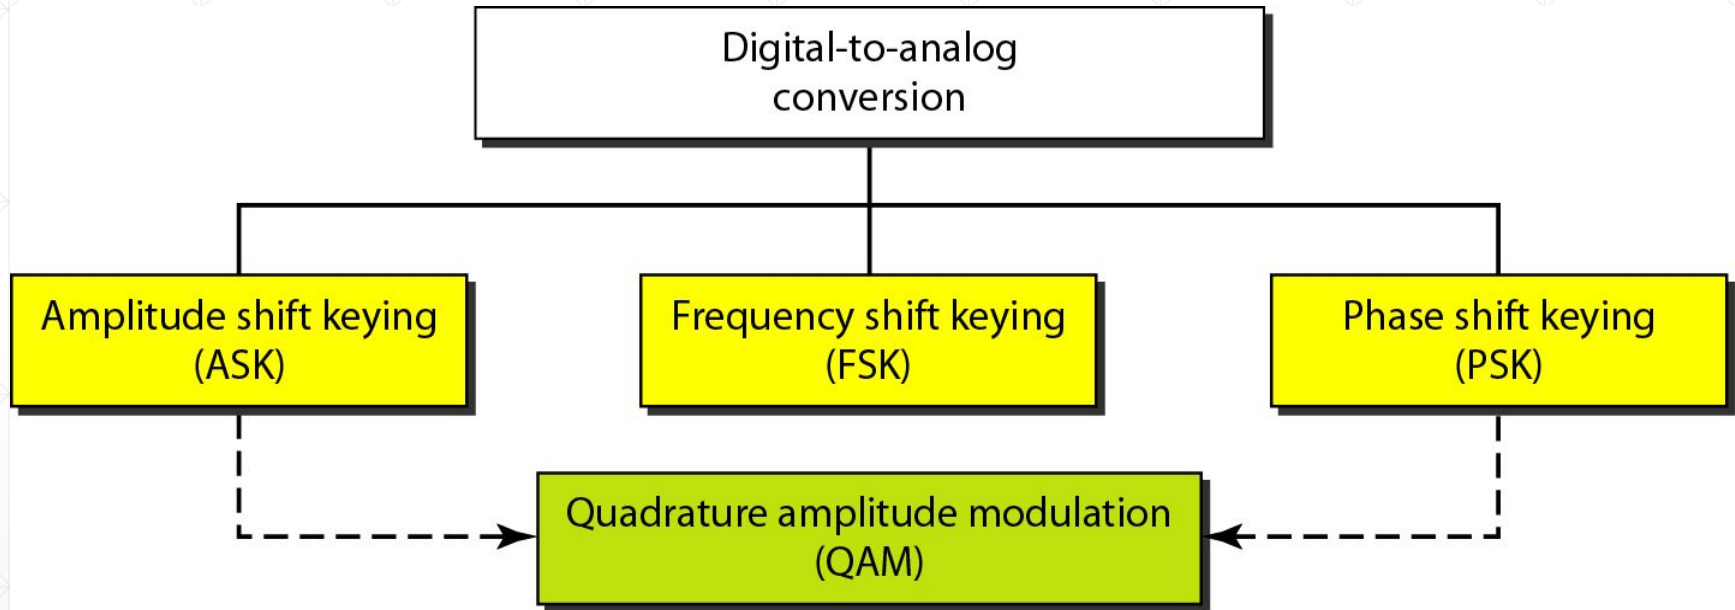 Digital-to-analog
conversion
Amplitude shift keying
(ASK)
Frequency shift keying
(FSK)
Phase shift keying
(PSK)
Quadrature amplitude modulation
(QAM)